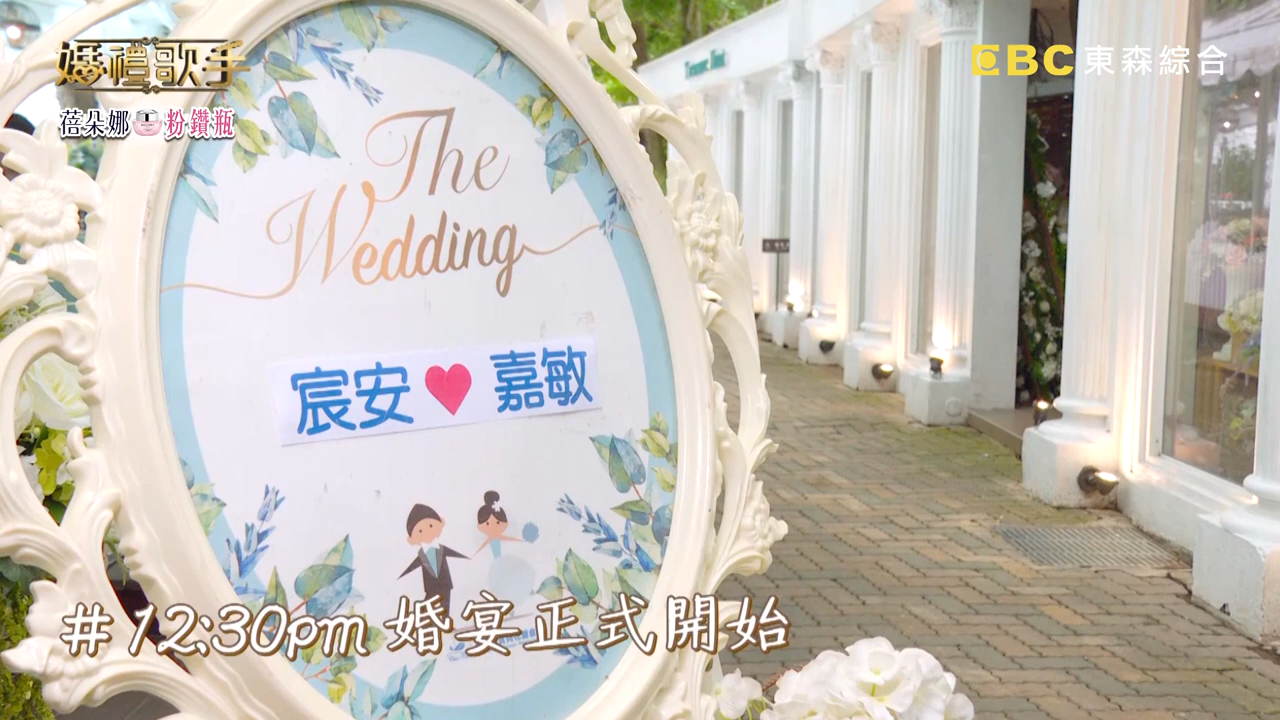 婚禮歌手
EBC 東森綜合
蓓朵娜 粉鑽瓶
The
Wedding
宸安 嘉敏
# 12:30pm 婚宴正式開始